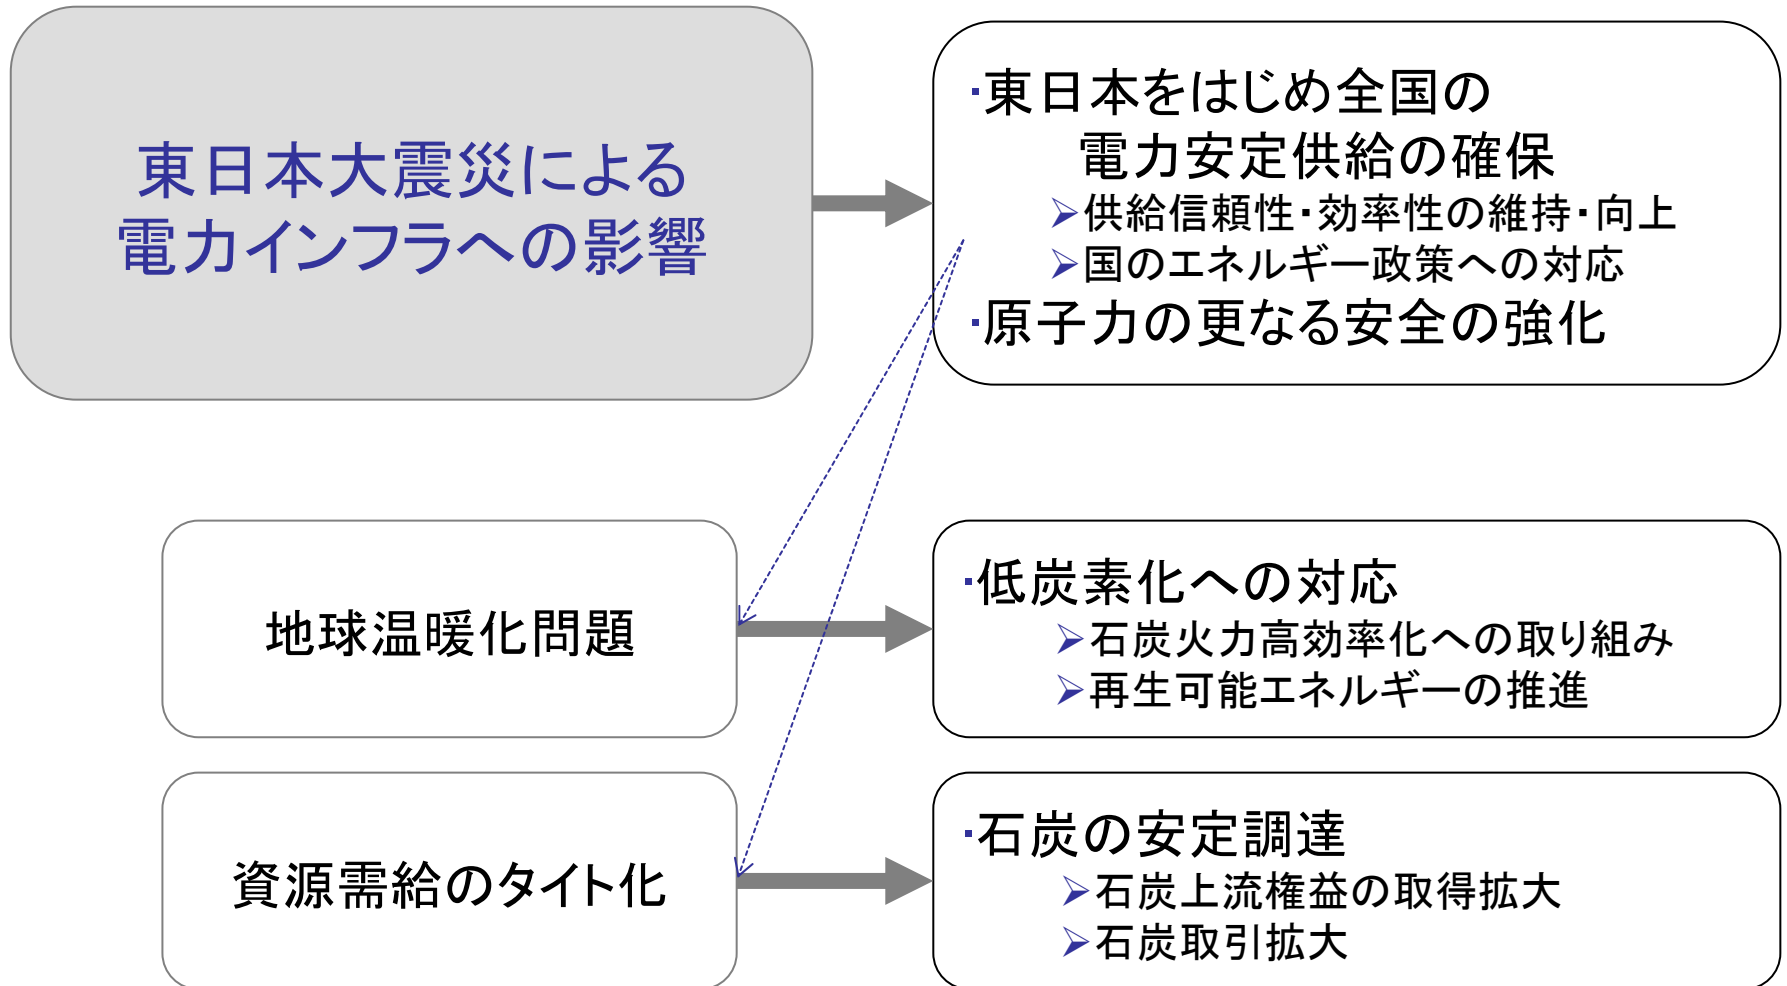 東日本大震災による
電力インフラへの影響
・東日本をはじめ全国の
電力安定供給の確保
➢供給信頼性・効率性の維持・向上
➢国のエネルギー政策への対応
・原子力の更なる安全の強化
地球温暖化問題
・低炭素化への対応
➢石炭火力高効率化への取り組み
➢再生可能エネルギーの推進
資源需給のタイト化
・石炭の安定調達
➢石炭上流権益の取得拡大
➢石炭取引拡大